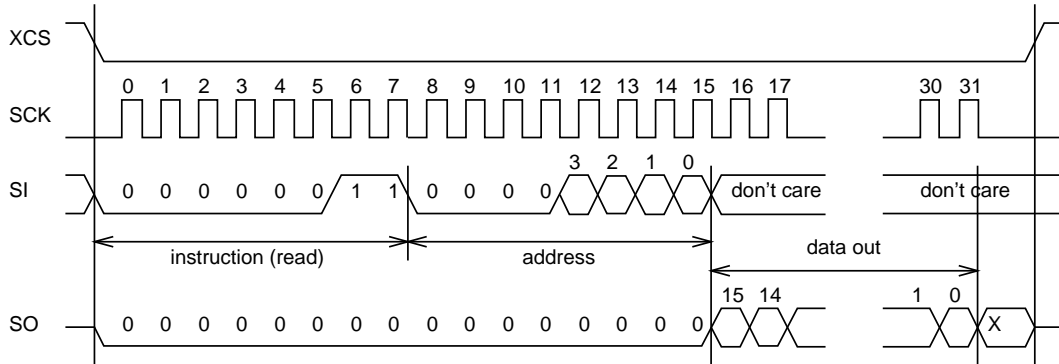 XCS
0 1 2 3 4 5 6 7 8 9 10 11 12 13 14 15 16 17 30 31
SCK
3 2 1 0
SI 0 0 0 0 0 0 1 1 0 0 0 0 don't care don't care
instruction (read) address data out
15 14 1 0
SO 0 0 0 0 0 0 0 0 0 0 0 0 0 0 0 0 X